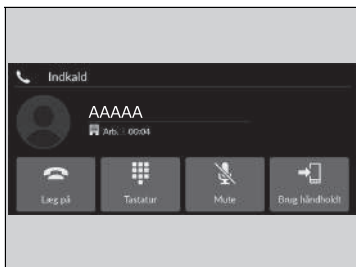 Indkald
AAAAA
Arb. 00:04
Læg på
Tastatur
Mute
Brug håndholdt